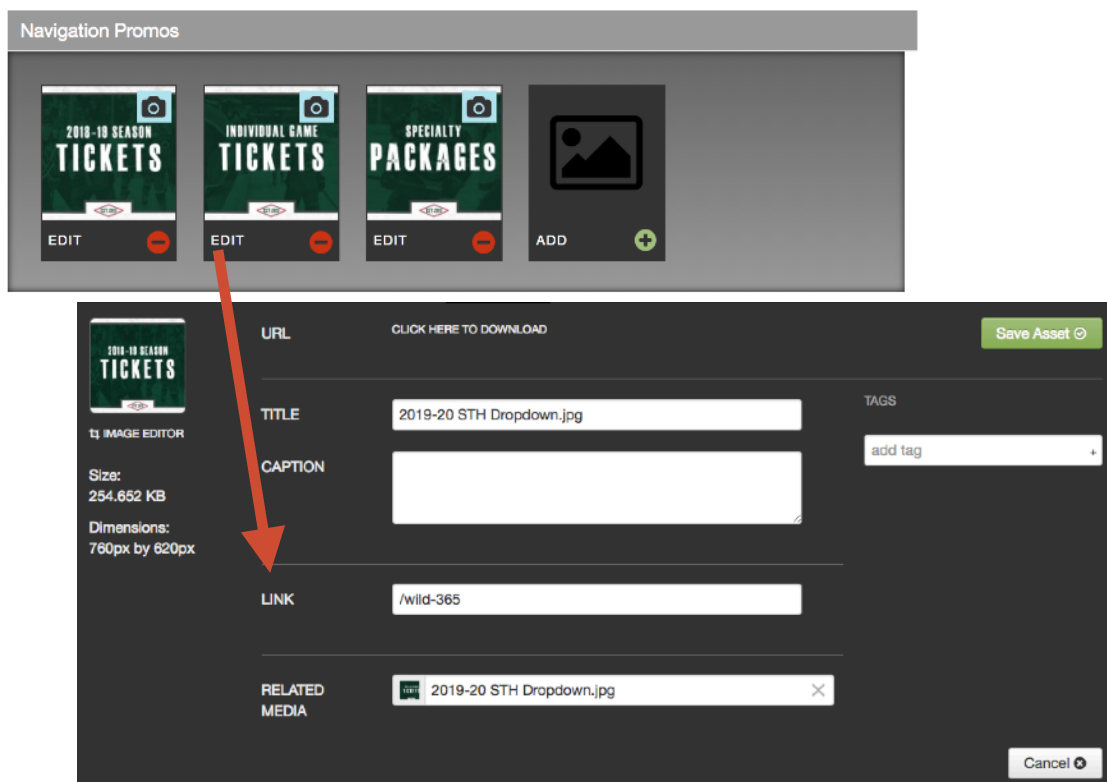 Navigation Promos
2018-19 SEASON
TICKETS
EDIT
INDIVIDUAL GAME
TICKETS
EDIT
SPECIALTY
PACKAGES
EDIT
ADD
2018-19 SEASON
TICKETS
IMAGE EDITOR
Size:
254.652 KB
Dimensions:
760px by 620px
URL
CLICK HERE TO DOWNLOAD
Save Asset
TITLE
2019-20 STH Dropdown.jpg
TAGS
add tag
+
CAPTION
LINK
/wild-365
RELATED
MEDIA
2019-20 STH Dropdown.jpg
Cancel